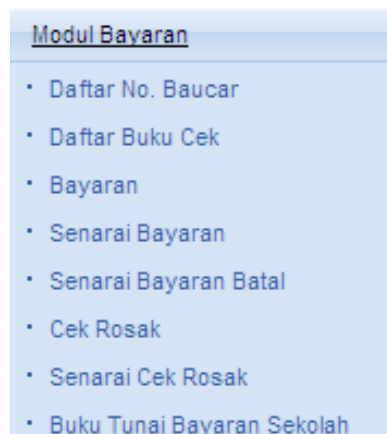 Modul Bayaran
Daftar No. Baucar
Daftar Buku Cek
Bayaran
Senarai Bayaran
Senarai Bayaran Batal
Cek Rosak
Senarai Cek Rosak
Buku Tunai Bayaran Sekolah